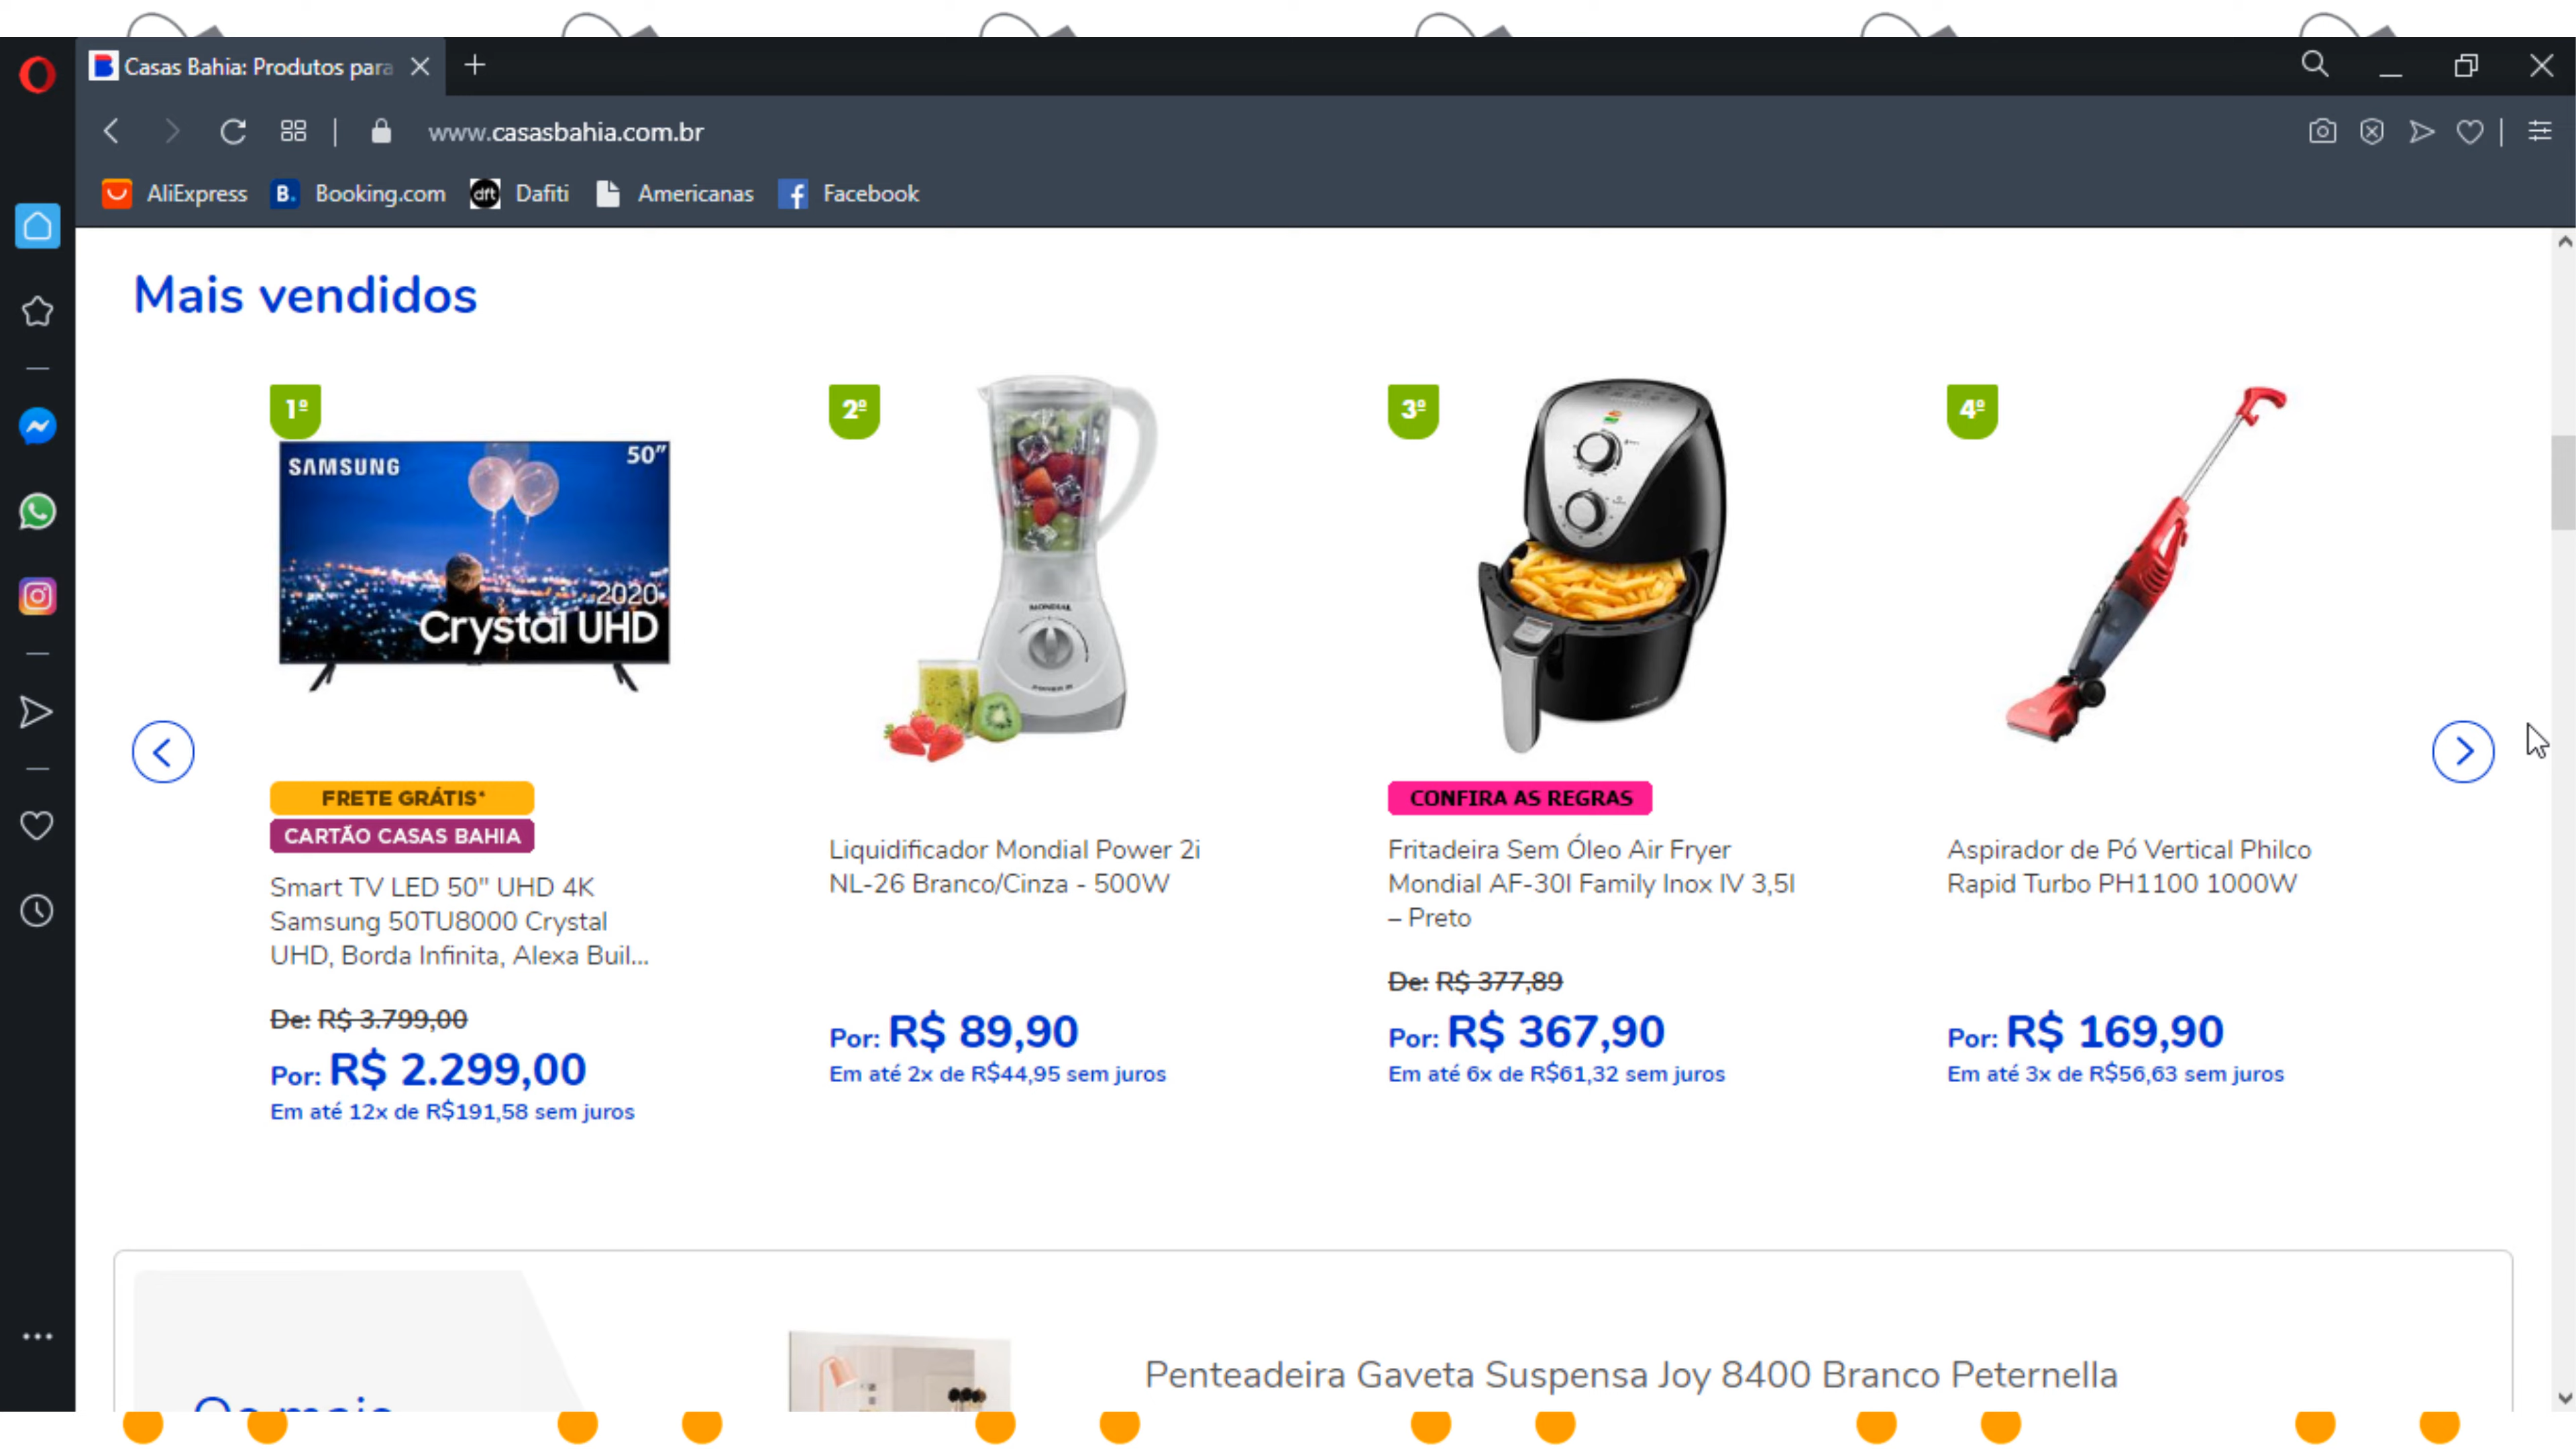 Casas Bahia: Produtos para
www.casasbahia.com.br
AliExpress
B. Booking.com
dft Dafiti
Americanas
Facebook
Mais vendidos
1º
SAMSUNG
50"
2020
Crystal UHD
FRETE GRÁTIS*
CARTÃO CASAS BAHIA
Smart TV LED 50" UHD 4K
Samsung 50TU8000 Crystal
UHD, Borda Infinita, Alexa Buil...
De: R$ 3.799,00
Por: R$ 2.299,00
Em até 12x de R$191,58 sem juros
2º
MONDIAL
Liquidificador Mondial Power 2i
NL-26 Branco/Cinza - 500W
Por: R$ 89,90
Em até 2x de R$44,95 sem juros
3º
CONFIRA AS REGRAS
Fritadeira Sem Óleo Air Fryer
Mondial AF-30I Family Inox IV 3,5l
– Preto
De: R$ 377,89
Por: R$ 367,90
Em até 6x de R$61,32 sem juros
4º
Aspirador de Pó Vertical Philco
Rapid Turbo PH1100 1000W
Por: R$ 169,90
Em até 3x de R$56,63 sem juros
Penteadeira Gaveta Suspensa Joy 8400 Branco Peternella